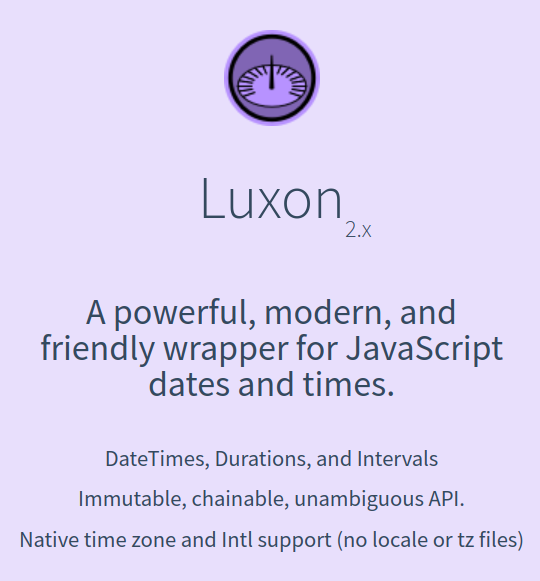 Luxon
2.x
A powerful, modern, and
friendly wrapper for JavaScript
dates and times.
DateTimes, Durations, and Intervals
Immutable, chainable, unambiguous API.
Native time zone and Intl support (no locale or tz files)